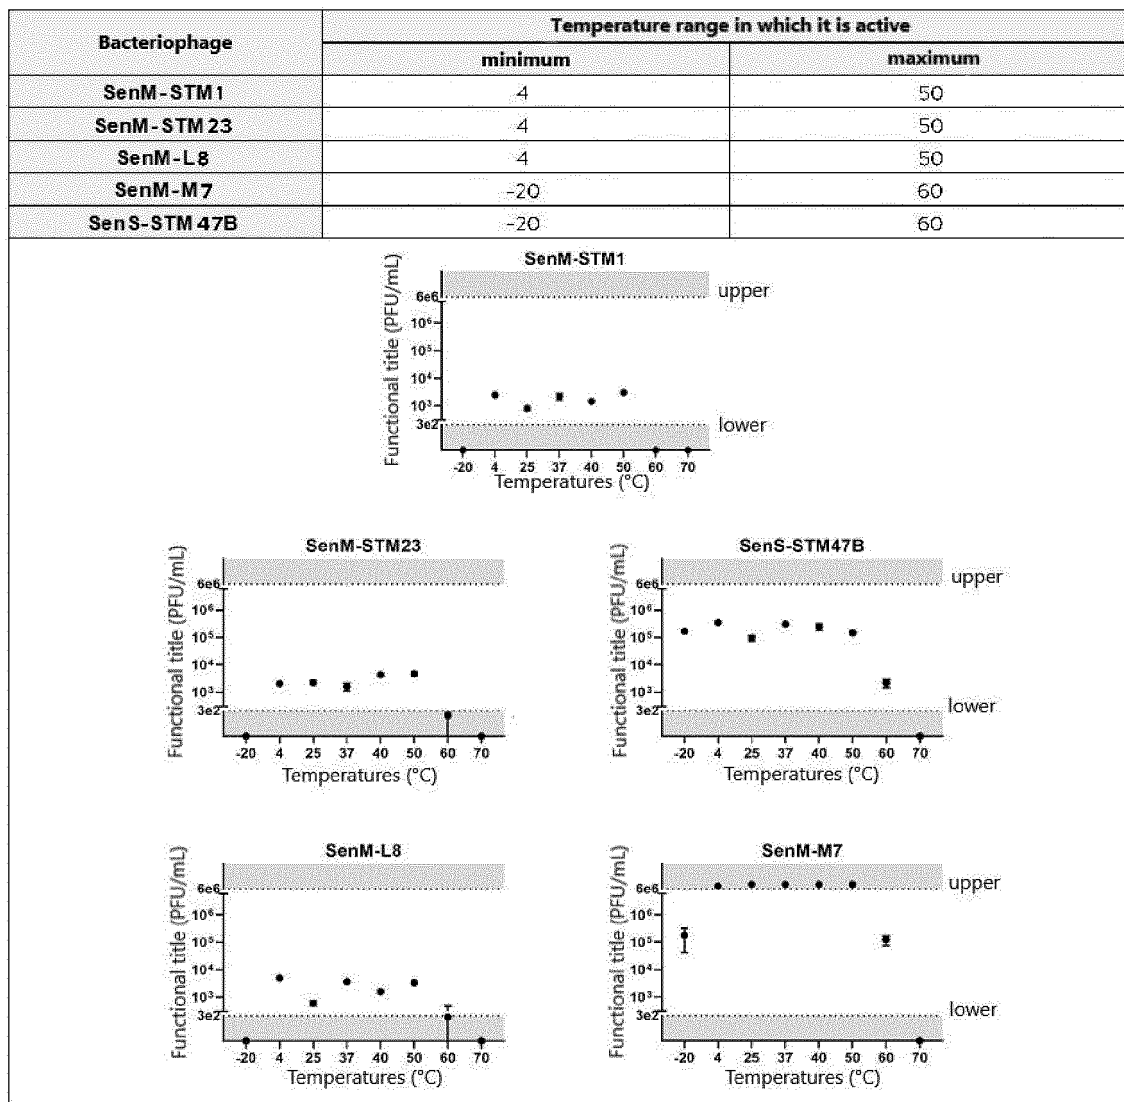 Bacteriophage
Temperature range in which it is active
minimum maximum
SenM-STM1 4 50
SenM-STM23 4 50
SenM-L8 4 50
SenM-M7 -20 60
SenS-STM47B -20 60
SenM-STM1
Functional title (PFU/mL)
6e6 upper
10⁶
10⁵
10⁴
10³
3e2 lower
-20 4 25 37 40 50 60 70
Temperatures (°C)
SenM-STM23
Functional title (PFU/mL)
6e6
10⁶
10⁵
10⁴
10³
3e2
-20 4 25 37 40 50 60 70
Temperatures (°C)
SenS-STM47B
Functional title (PFU/mL)
6e6 upper
10⁶
10⁵
10⁴
10³
3e2 lower
-20 4 25 37 40 50 60 70
Temperatures (°C)
SenM-L8
Functional title (PFU/mL)
6e6
10⁶
10⁵
10⁴
10³
3e2
-20 4 25 37 40 50 60 70
Temperatures (°C)
SenM-M7
Functional title (PFU/mL)
6e6 upper
10⁶
10⁵
10⁴
10³
3e2 lower
-20 4 25 37 40 50 60 70
Temperatures (°C)